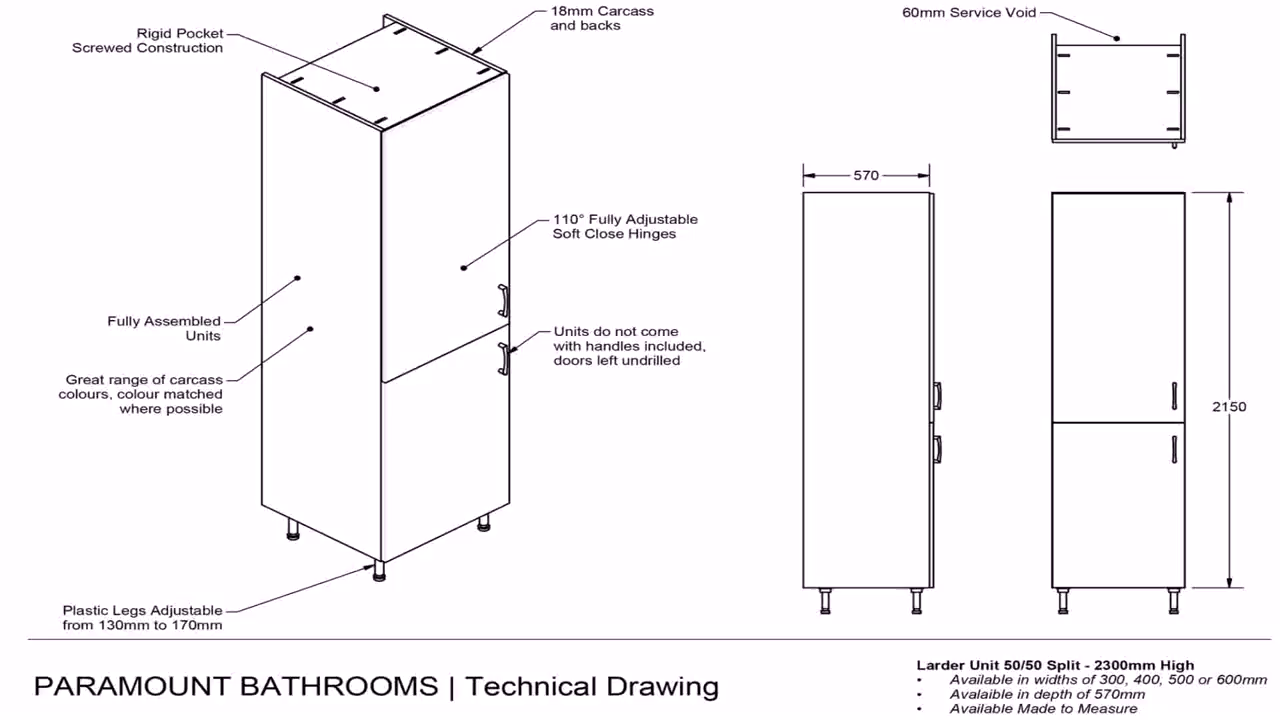 Rigid Pocket
Screwed Construction
18mm Carcass
and backs
60mm Service Void
570
110° Fully Adjustable
Soft Close Hinges
Fully Assembled
Units
Units do not come
with handles included,
doors left undrilled
Great range of carcass
colours, colour matched
where possible
2150
Plastic Legs Adjustable
from 130mm to 170mm
PARAMOUNT BATHROOMS | Technical Drawing
Larder Unit 50/50 Split - 2300mm High
• Available in widths of 300, 400, 500 or 600mm
• Avalaible in depth of 570mm
• Available Made to Measure